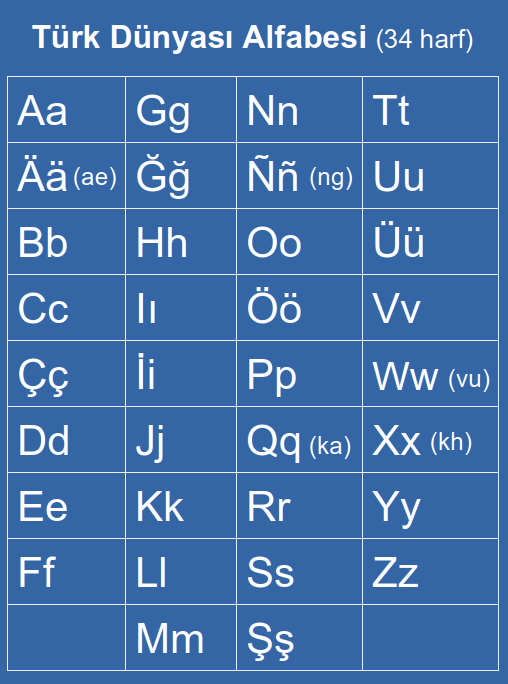 Türk Dünyası Alfabesi (34 harf)
Aa Gg Nn Tt
Ää (ae) Ğğ Ññ (ng) Uu
Bb Hh Oo Üü
Cc Iı Öö Vv
Çç İi Pp Ww (vu)
Dd Jj Qq (ka) Xx (kh)
Ee Kk Rr Yy
Ff Ll Ss Zz
Mm Şş